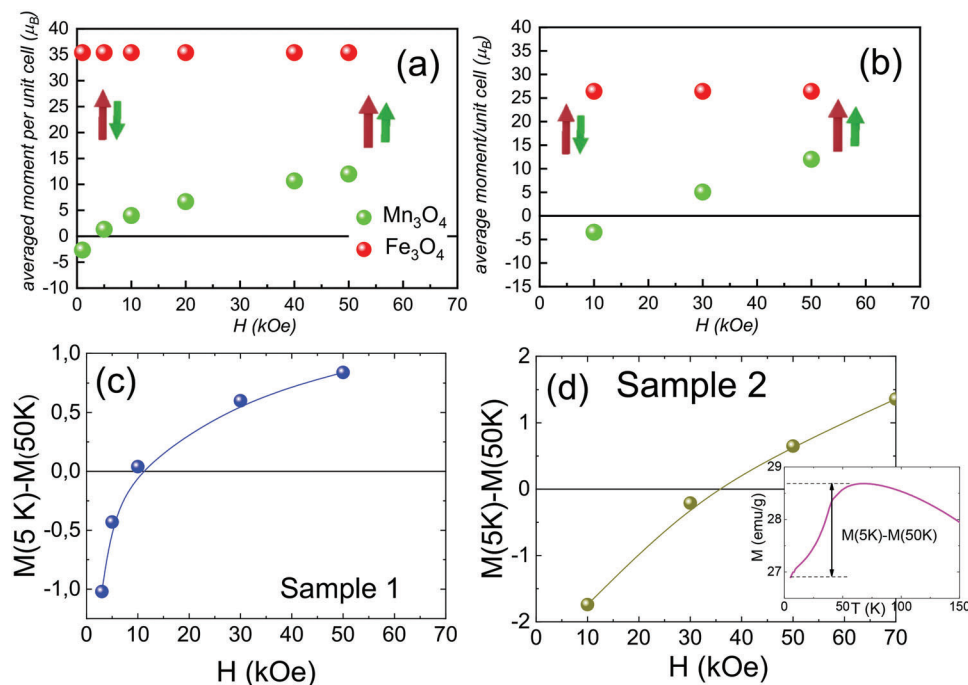 averaged moment per unit cell (μB)
40
35
30
25
20
15
10
5
0
-5
-10
(a)
Mn3O4
Fe3O4
0 10 20 30 40 50 60 70
H (kOe)
average moment/unit cell (μB)
40
35
30
25
20
15
10
5
0
-5
-10
-15
(b)
0 10 20 30 40 50 60 70
H (kOe)
M(5 K)-M(50K)
1,0
0,5
0,0
-0,5
-1,0
(c)
Sample 1
0 10 20 30 40 50 60 70
H (kOe)
M(5K)-M(50K)
2
1
0
-1
-2
(d)
Sample 2
0 10 20 30 40 50 60 70
H (kOe)
M (emu/g)
29
28
27
M(5K)-M(50K)
0 50 100 150
T (K)